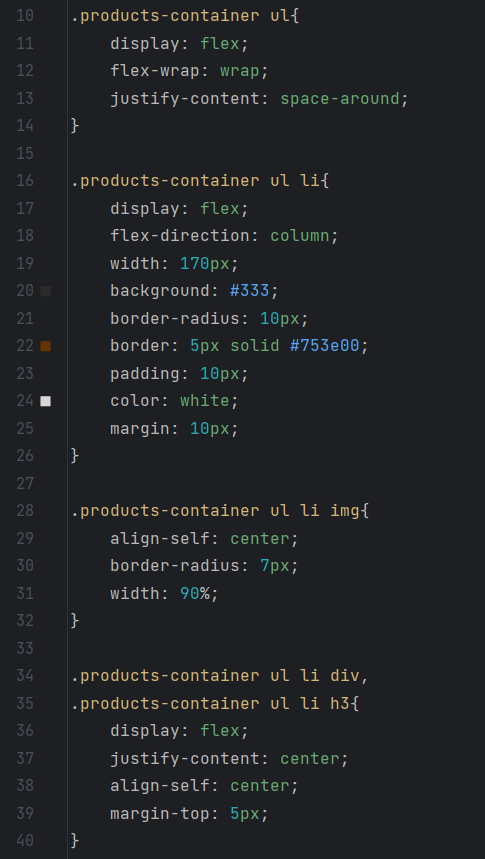 10 .products-container ul{
11     display: flex;
12     flex-wrap: wrap;
13     justify-content: space-around;
14 }
15
16 .products-container ul li{
17     display: flex;
18     flex-direction: column;
19     width: 170px;
20     background: #333;
21     border-radius: 10px;
22     border: 5px solid #753e00;
23     padding: 10px;
24     color: white;
25     margin: 10px;
26 }
27
28 .products-container ul li img{
29     align-self: center;
30     border-radius: 7px;
31     width: 90%;
32 }
33
34 .products-container ul li div,
35 .products-container ul li h3{
36     display: flex;
37     justify-content: center;
38     align-self: center;
39     margin-top: 5px;
40 }